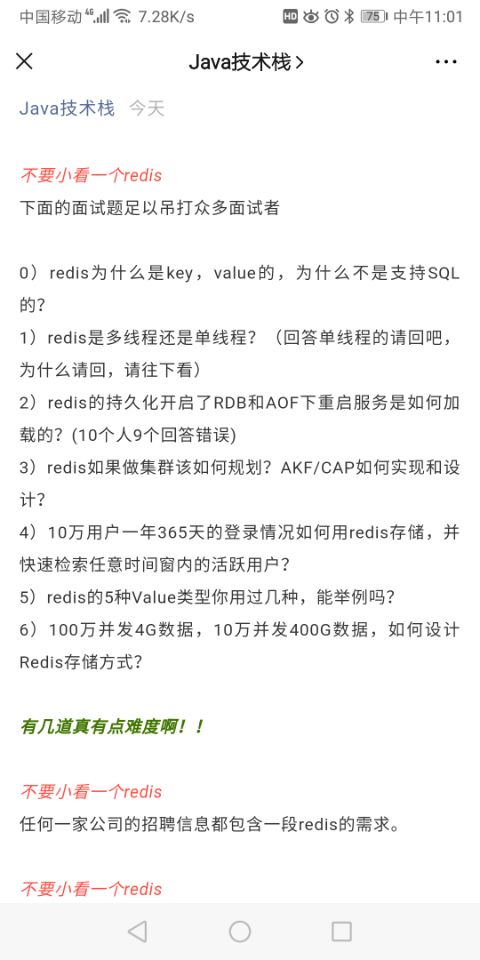 中国移动 4G 7.28K/s HD 75 中午11:01
Java技术栈
Java技术栈 今天
不要小看一个redis
下面的面试题足以吊打众多面试者
0）redis为什么是key，value的，为什么不是支持SQL
的？
1）redis是多线程还是单线程？（回答单线程的请回吧，
为什么请回，请往下看）
2）redis的持久化开启了RDB和AOF下重启服务是如何加
载的？(10个人9个回答错误)
3）redis如果做集群该如何规划？AKF/CAP如何实现和设
计？
4）10万用户一年365天的登录情况如何用redis存储，并
快速检索任意时间窗内的活跃用户？
5）redis的5种Value类型你用过几种，能举例吗？
6）100万并发4G数据，10万并发400G数据，如何设计
Redis存储方式？
有几道真有点难度啊！！
不要小看一个redis
任何一家公司的招聘信息都包含一段redis的需求。
不要小看一个redis